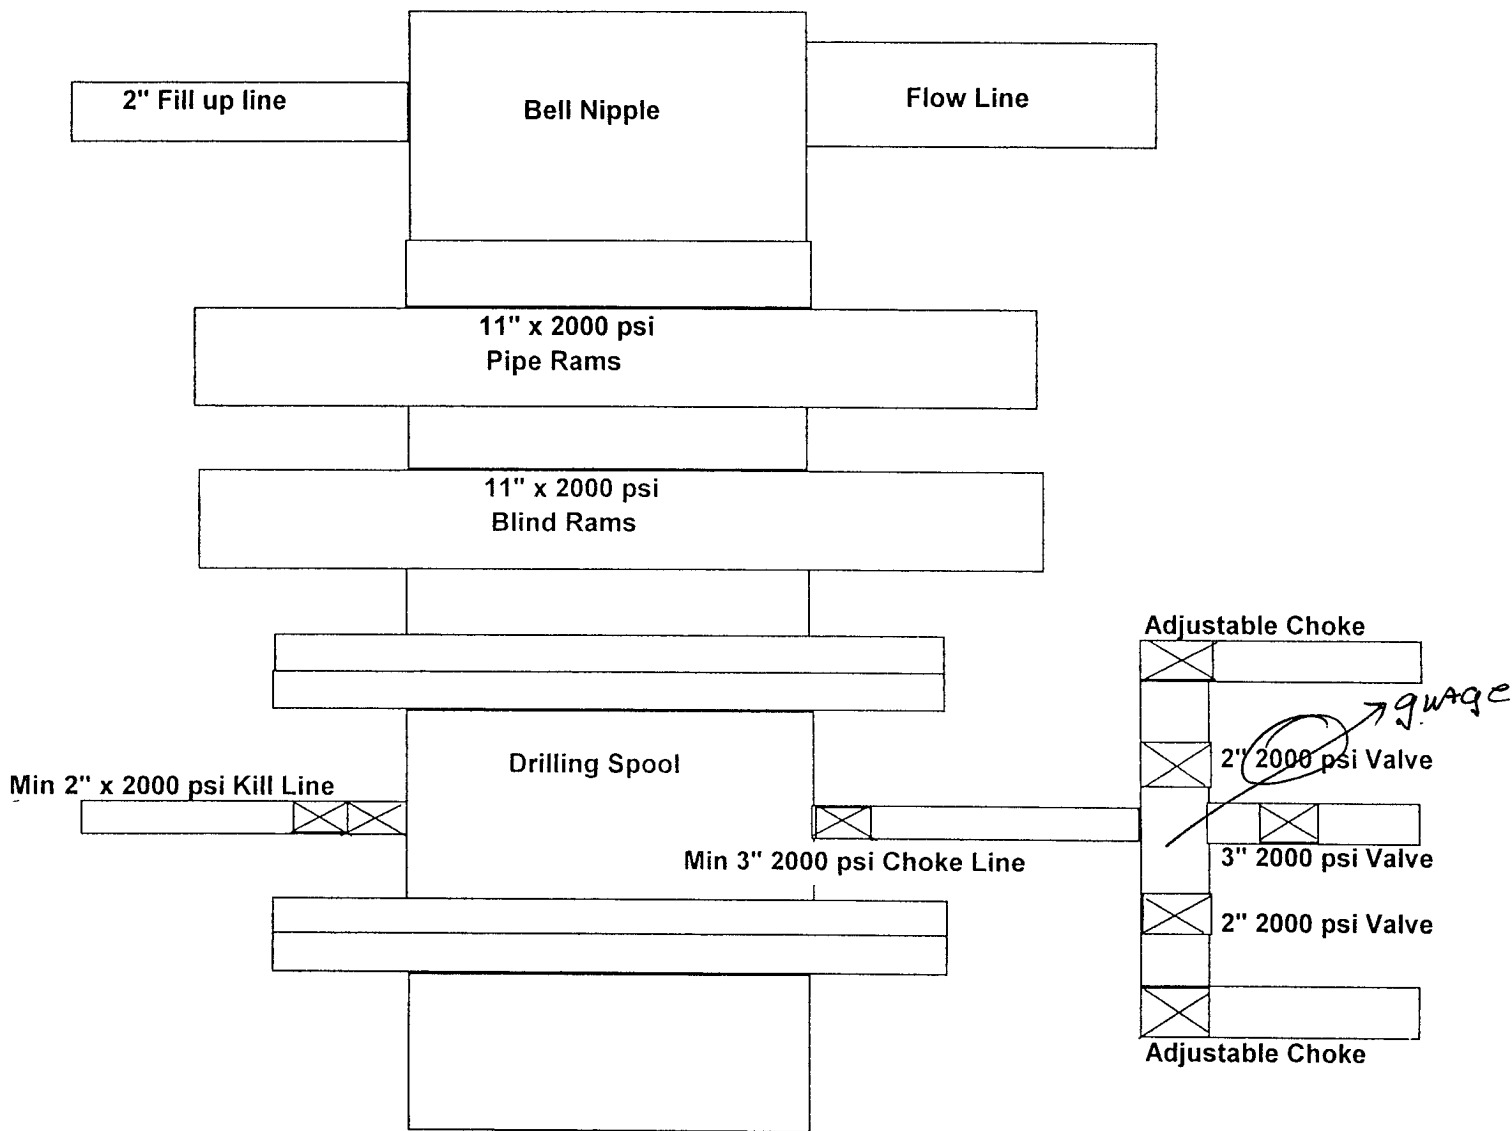 2" Fill up line
Bell Nipple
Flow Line
11" x 2000 psi
Pipe Rams
11" x 2000 psi
Blind Rams
Adjustable Choke
guage
Drilling Spool
2" 2000 psi Valve
Min 2" x 2000 psi Kill Line
Min 3" 2000 psi Choke Line
3" 2000 psi Valve
2" 2000 psi Valve
Adjustable Choke